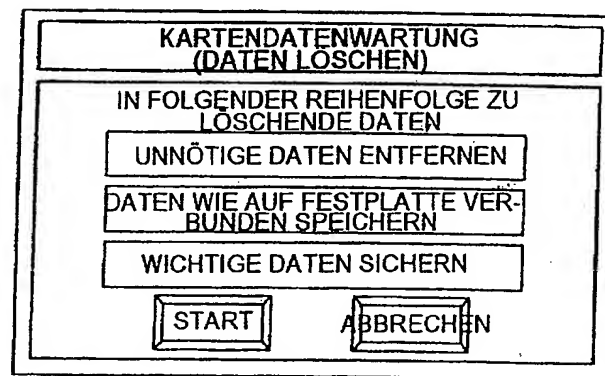 KARTENDATENWARTUNG
(DATEN LÖSCHEN)
IN FOLGENDER REIHENFOLGE ZU
LÖSCHENDE DATEN
UNNÖTIGE DATEN ENTFERNEN
DATEN WIE AUF FESTPLATTE VER-
BUNDEN SPEICHERN
WICHTIGE DATEN SICHERN
START
ABBRECHEN